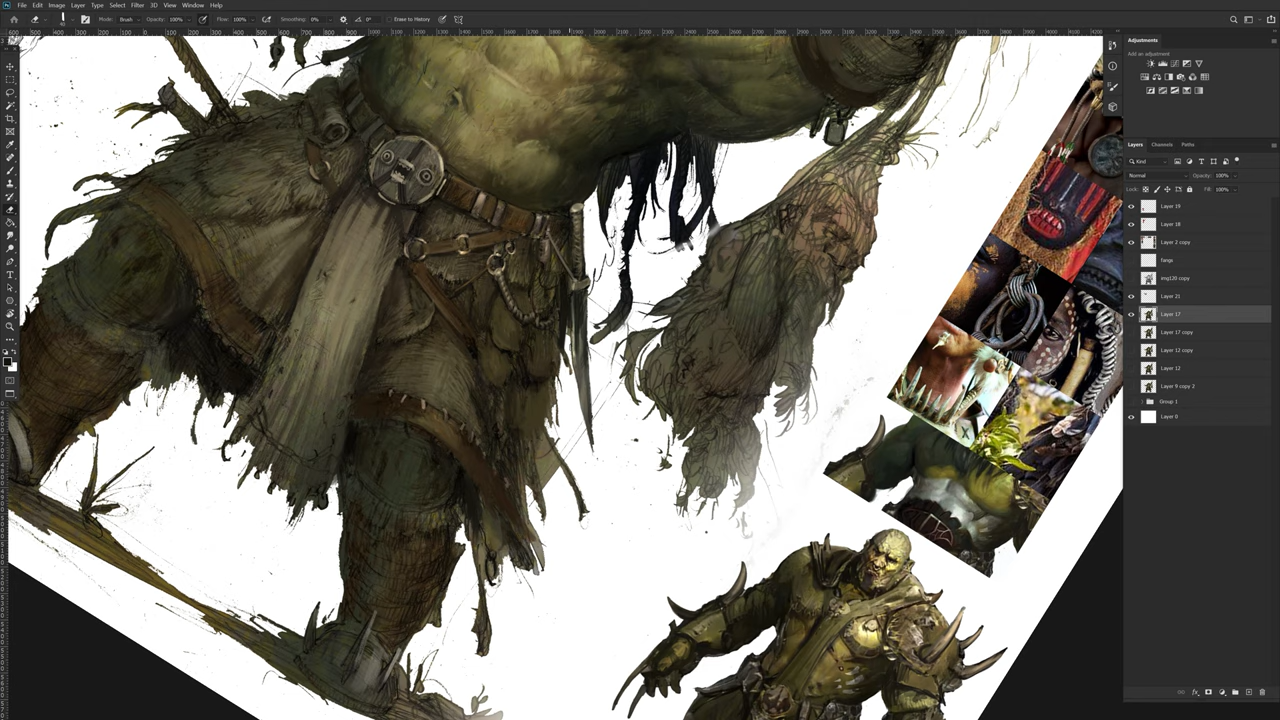 File Edit Image Layer Type Select Filter 3D View Window Help
Mode: Brush Opacity: 100% Flow: 100% Smoothing: 0% 0° Erase to History
Adjustments
Add an adjustment
Layers Channels Paths
Kind
Normal Opacity: 100%
Lock: Fill: 100%
Layer 19
Layer 18
Layer 2 copy
fangs
img120 copy
Layer 21
Layer 17
Layer 17 copy
Layer 12 copy
Layer 12
Layer 9 copy 2
Group 1
Layer 0